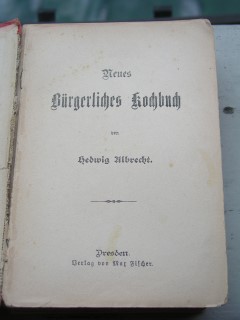 Neues
Bürgerliches Kochbuch
von
Hedwig Albrecht.
Dresden.
Verlag von Max Fischer.